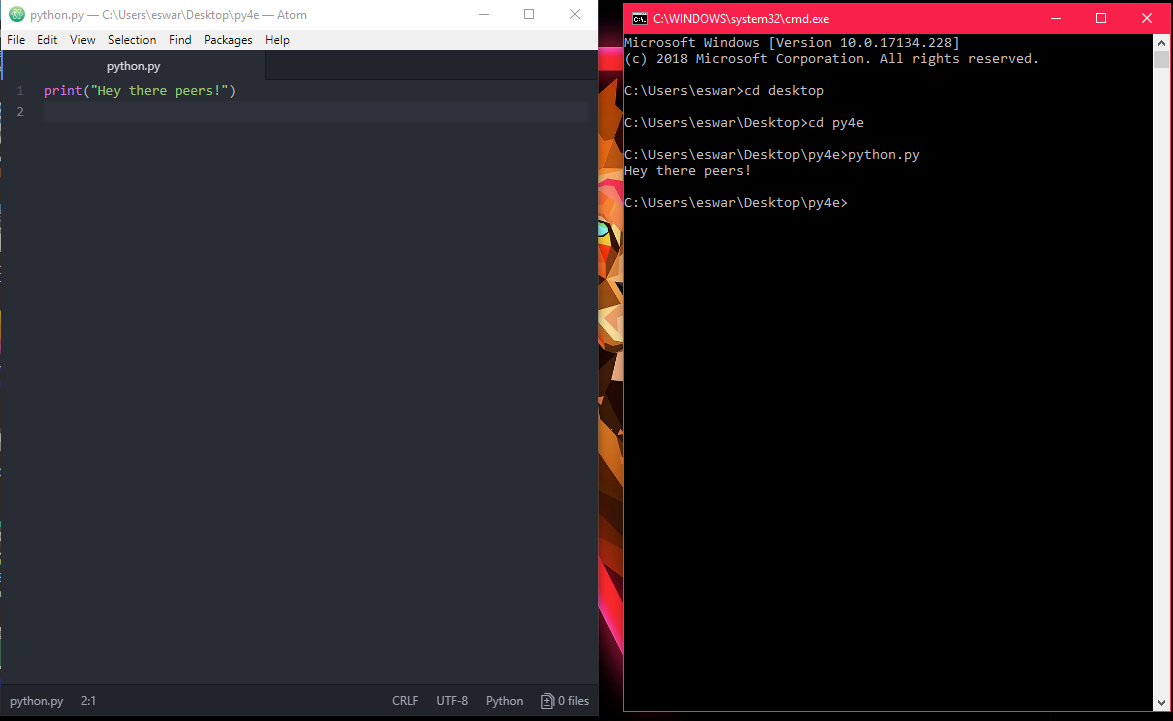 python.py — C:\Users\eswar\Desktop\py4e — Atom
File Edit View Selection Find Packages Help
python.py
1 print("Hey there peers!")
2
python.py 2:1 CRLF UTF-8 Python 0 files
C:\WINDOWS\system32\cmd.exe
Microsoft Windows [Version 10.0.17134.228]
(c) 2018 Microsoft Corporation. All rights reserved.
C:\Users\eswar>cd desktop
C:\Users\eswar\Desktop>cd py4e
C:\Users\eswar\Desktop\py4e>python.py
Hey there peers!
C:\Users\eswar\Desktop\py4e>